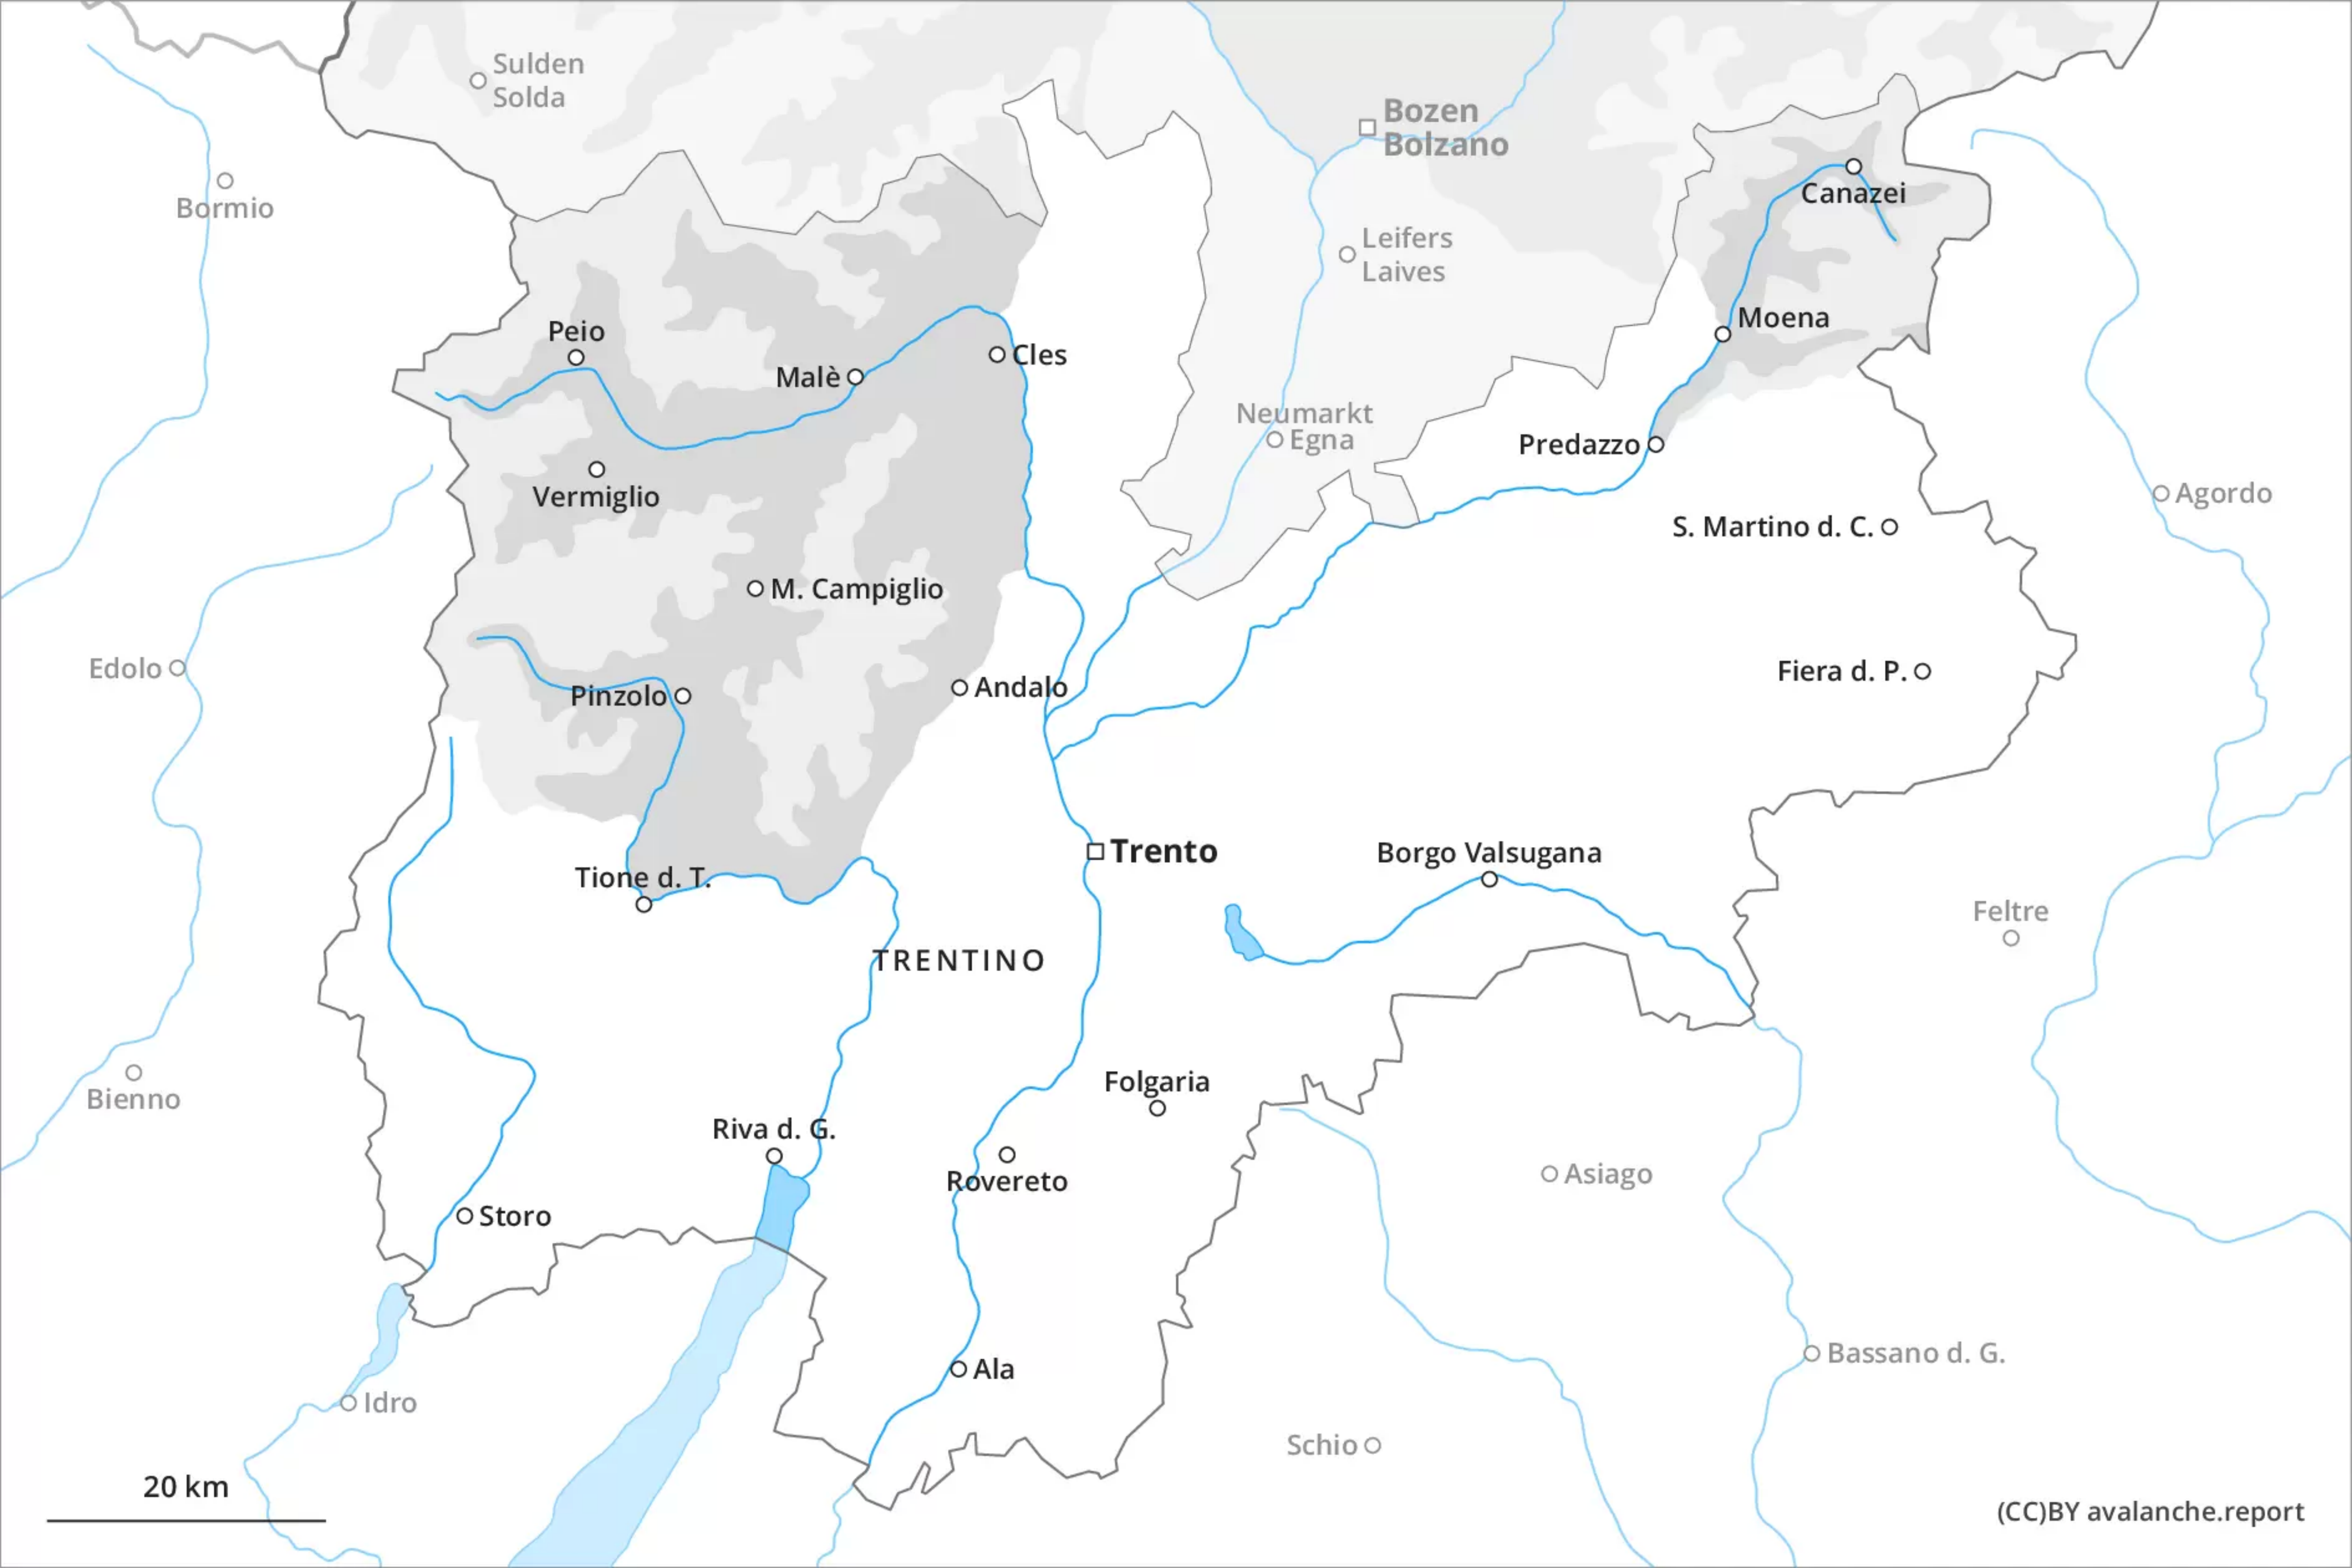 Sulden
Solda
Bozen
Bolzano
Bormio
Canazei
Leifers
Laives
Moena
Peio
Cles
Malè
Neumarkt
Egna
Predazzo
Vermiglio
Agordo
S. Martino d. C.
M. Campiglio
Edolo
Fiera d. P.
Andalo
Pinzolo
Trento
Borgo Valsugana
Tione d. T.
Feltre
TRENTINO
Bienno
Folgaria
Riva d. G.
Asiago
Rovereto
Storo
Bassano d. G.
Ala
Idro
Schio
20 km
(CC)BY avalanche.report